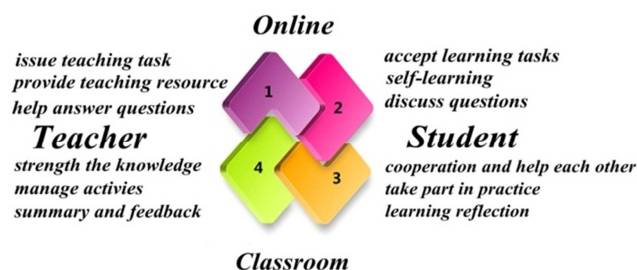 Online
issue teaching task
provide teaching resource
help answer questions
accept learning tasks
self-learning
discuss questions
1
2
Teacher
Student
4
3
strength the knowledge
manage activies
summary and feedback
cooperation and help each other
take part in practice
learning reflection
Classroom